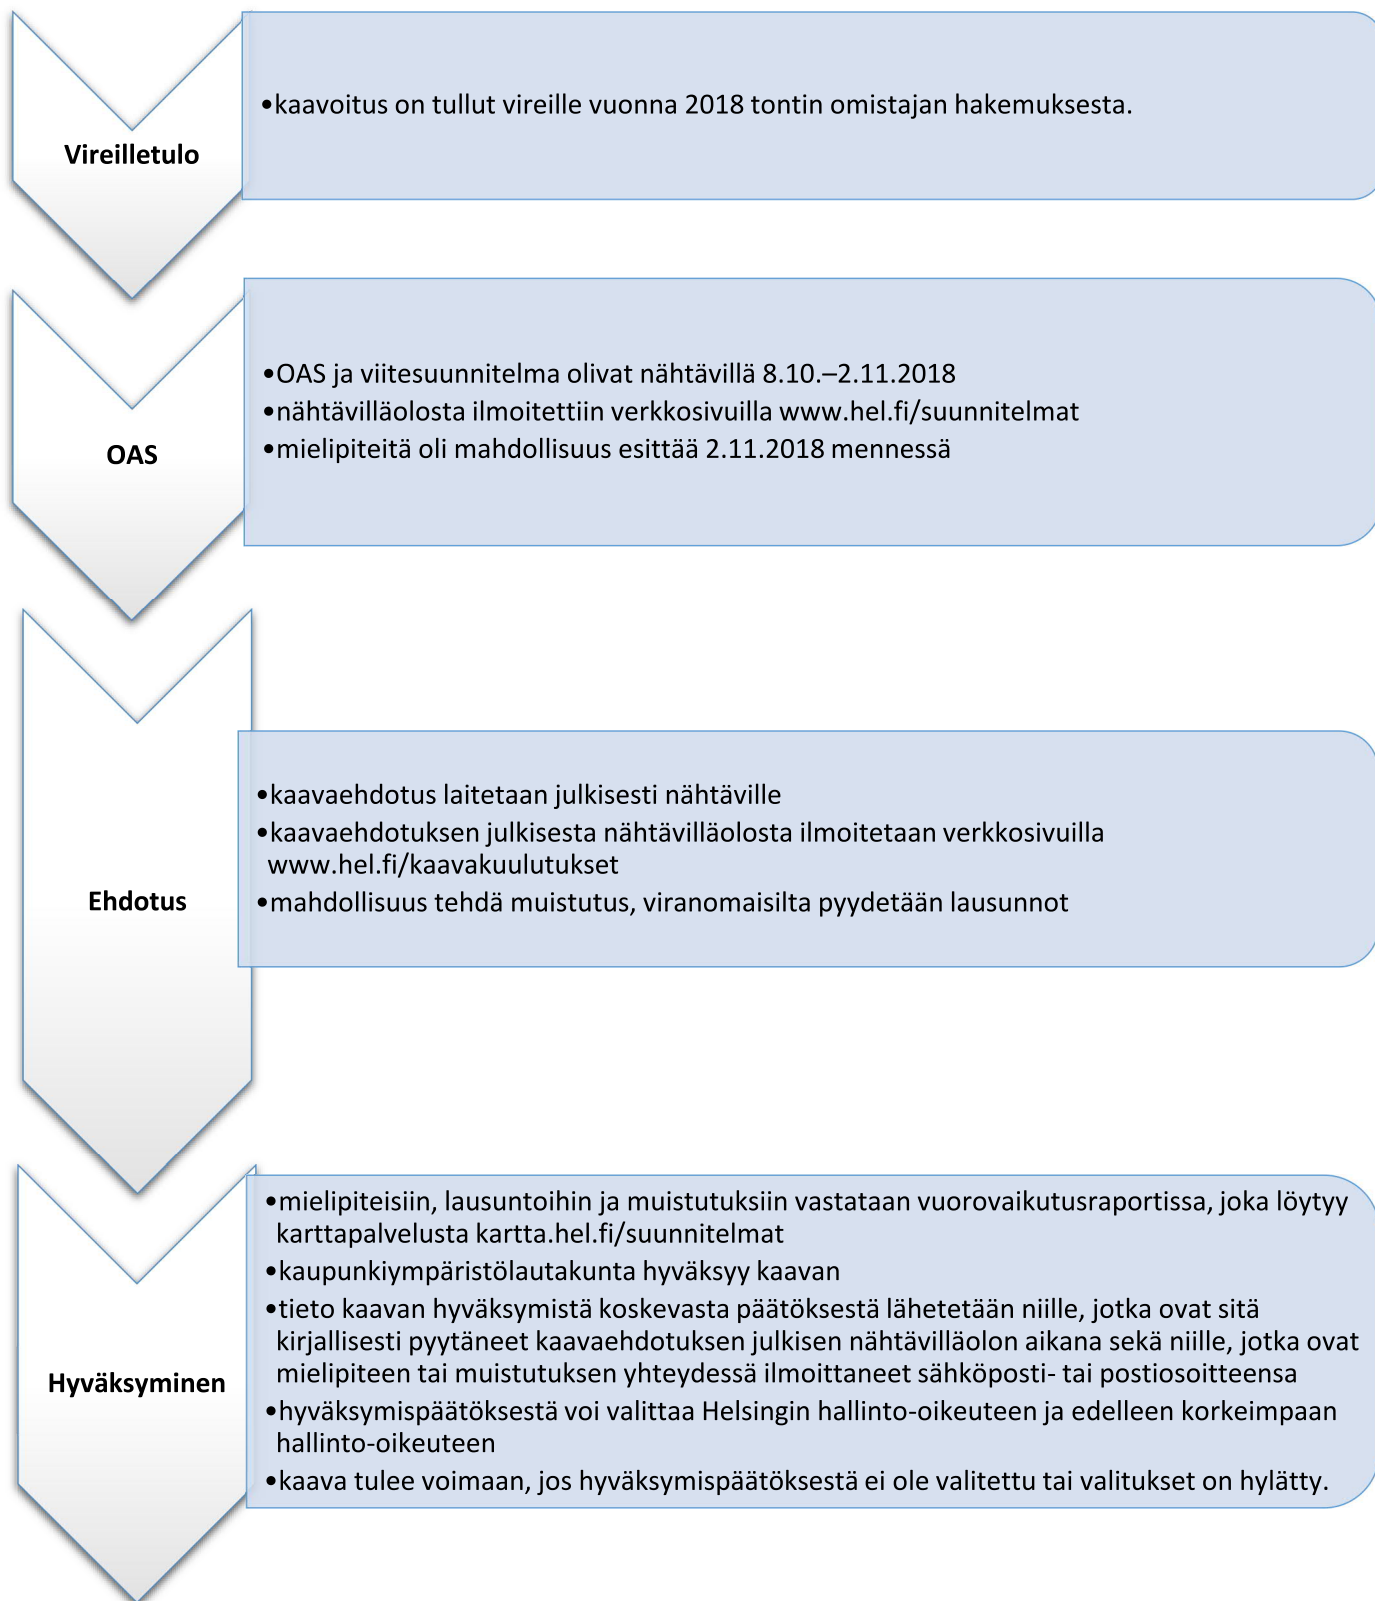 Vireilletulo
•kaavoitus on tullut vireille vuonna 2018 tontin omistajan hakemuksesta.
OAS
•OAS ja viitesuunnitelma olivat nähtävillä 8.10.–2.11.2018
•nähtävilläolosta ilmoitettiin verkkosivuilla www.hel.fi/suunnitelmat
•mielipiteitä oli mahdollisuus esittää 2.11.2018 mennessä
Ehdotus
•kaavaehdotus laitetaan julkisesti nähtäville
•kaavaehdotuksen julkisesta nähtävilläolosta ilmoitetaan verkkosivuilla
www.hel.fi/kaavakuulutukset
•mahdollisuus tehdä muistutus, viranomaisilta pyydetään lausunnot
Hyväksyminen
•mielipiteisiin, lausuntoihin ja muistutuksiin vastataan vuorovaikutusraportissa, joka löytyy
karttapalvelusta kartta.hel.fi/suunnitelmat
•kaupunkiympäristölautakunta hyväksyy kaavan
•tieto kaavan hyväksymistä koskevasta päätöksestä lähetetään niille, jotka ovat sitä
kirjallisesti pyytäneet kaavaehdotuksen julkisen nähtävilläolon aikana sekä niille, jotka ovat
mielipiteen tai muistutuksen yhteydessä ilmoittaneet sähköposti- tai postiosoitteensa
•hyväksymispäätöksestä voi valittaa Helsingin hallinto-oikeuteen ja edelleen korkeimpaan
hallinto-oikeuteen
•kaava tulee voimaan, jos hyväksymispäätöksestä ei ole valitettu tai valitukset on hylätty.